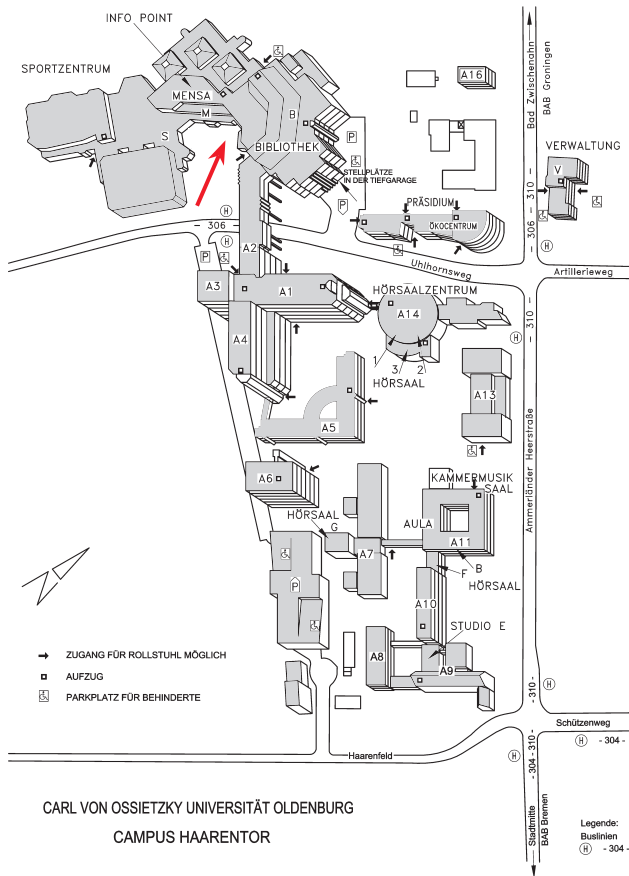 INFO POINT
SPORTZENTRUM
MENSA
M
S
B
BIBLIOTHEK
P
STELLPLÄTZE
IN DER TIEFGARAGE
P
A16
Bad Zwischenahn
BAB Groningen
VERWALTUNG
V
- 306 - 310 -
H
PRÄSIDIUM
ÖKOCENTRUM
H
- 306 -
H
P
A2
Uhlhornsweg
Artillerieweg
A3
A1
HÖRSAALZENTRUM
A14
- 310 -
H
A4
1
3
2
HÖRSAAL
A5
A13
Ammerländer Heerstraße
A6
KAMMERMUSIK
SAAL
HÖRSAAL
G
AULA
A7
A11
B
F
HÖRSAAL
P
A10
STUDIO E
A8
A9
ZUGANG FÜR ROLLSTUHL MÖGLICH
AUFZUG
PARKPLATZ FÜR BEHINDERTE
- 310 -
H
Schützenweg
H - 304 -
H
Haarenfeld
- 304 - 310 -
Stadtmitte
BAB Bremen
CARL VON OSSIETZKY UNIVERSITÄT OLDENBURG
CAMPUS HAARENTOR
Legende:
Buslinien
H - 304 -